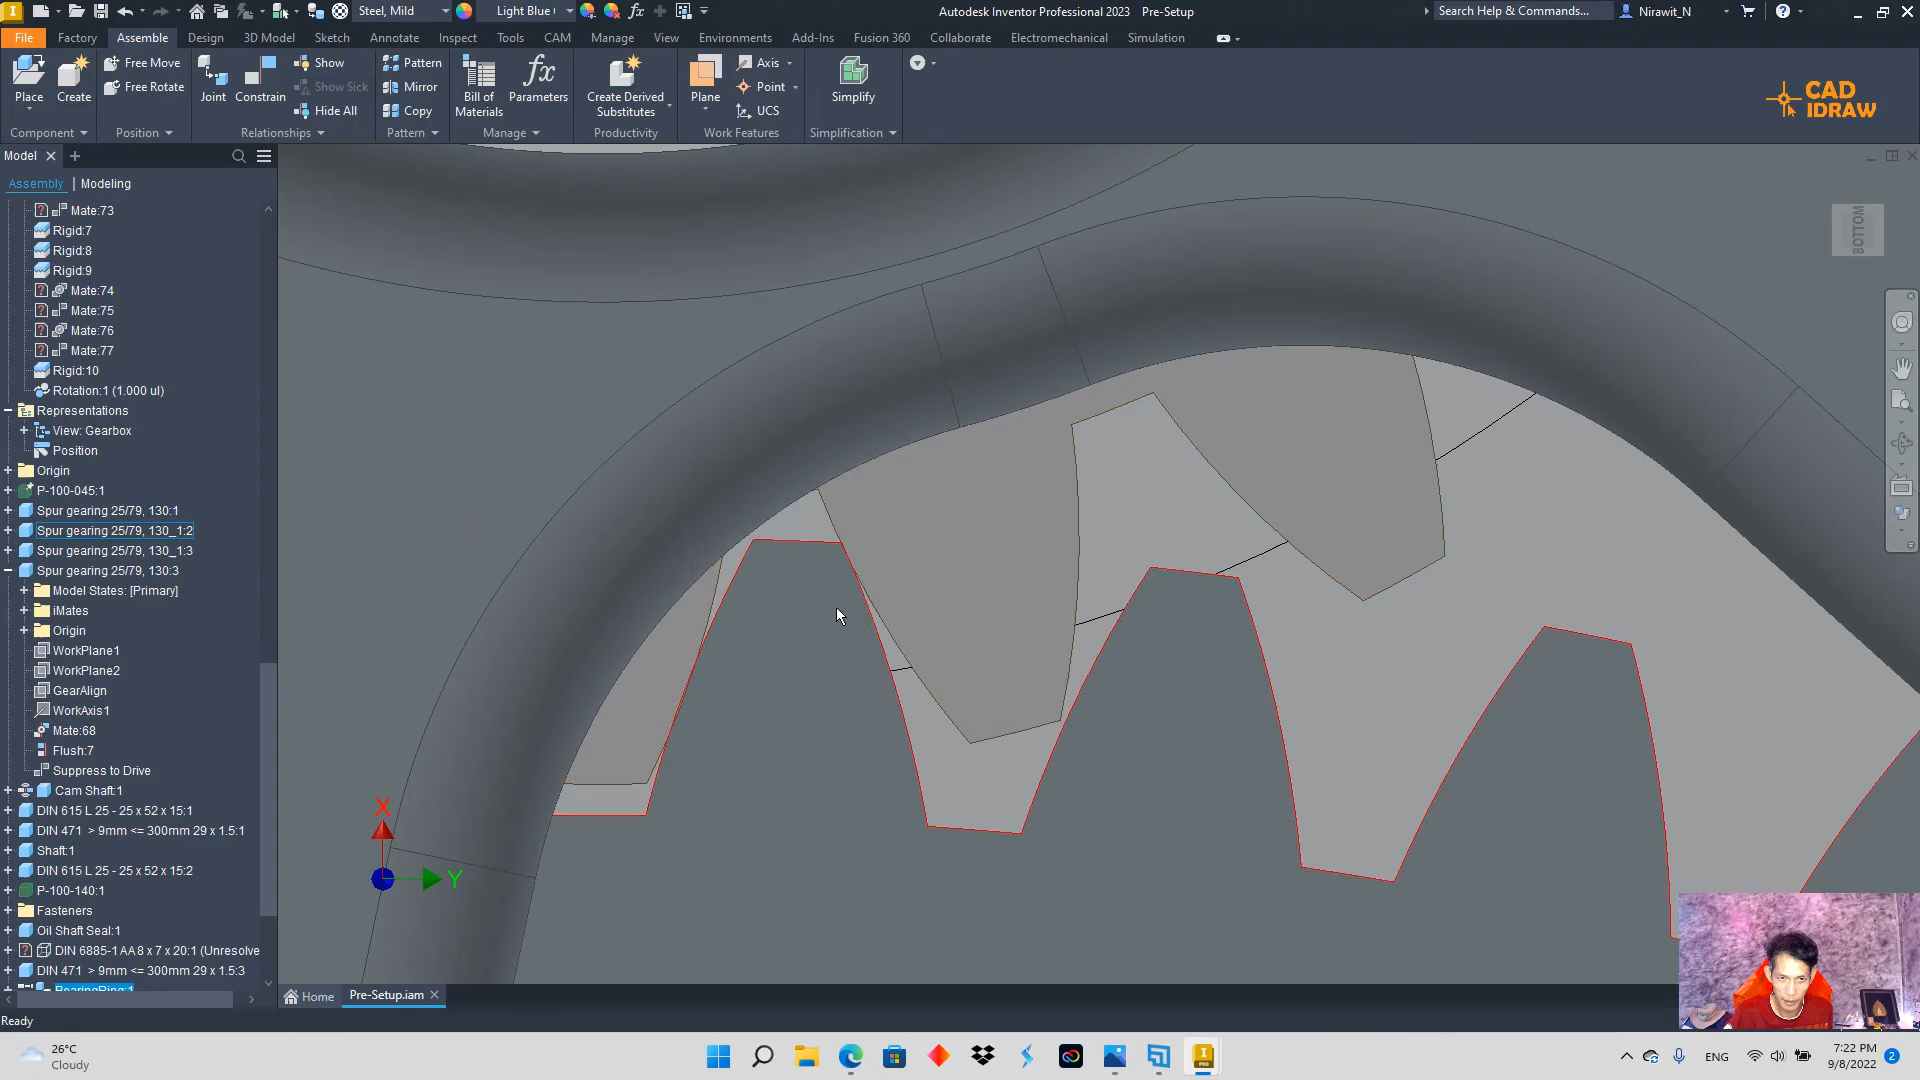 Steel, Mild
Light Blue
Autodesk Inventor Professional 2023 Pre-Setup
Search Help & Commands...
Nirawit_N
File Factory Assemble Design 3D Model Sketch Annotate Inspect Tools CAM Manage View Environments Add-Ins Fusion 360 Collaborate Electromechanical Simulation
Place
Create
Component
Free Move
Free Rotate
Position
Joint
Constrain
Show
Show Sick
Hide All
Relationships
Pattern
Mirror
Copy
Pattern
Bill of
Materials
Parameters
Manage
Create Derived
Substitutes
Productivity
Plane
Axis
Point
UCS
Work Features
Simplify
Simplification
CAD
IDRAW
Model
Assembly | Modeling
Mate:73
Rigid:7
Rigid:8
Rigid:9
Mate:74
Mate:75
Mate:76
Mate:77
Rigid:10
Rotation:1 (1.000 ul)
Representations
View: Gearbox
Position
Origin
P-100-045:1
Spur gearing 25/79, 130:1
Spur gearing 25/79, 130_1:2
Spur gearing 25/79, 130_1:3
Spur gearing 25/79, 130:3
Model States: [Primary]
iMates
Origin
WorkPlane1
WorkPlane2
GearAlign
WorkAxis1
Mate:68
Flush:7
Suppress to Drive
Cam Shaft:1
DIN 615 L 25 - 25 x 52 x 15:1
DIN 471 > 9mm <= 300mm 29 x 1.5:1
Shaft:1
DIN 615 L 25 - 25 x 52 x 15:2
P-100-140:1
Fasteners
Oil Shaft Seal:1
DIN 6885-1 AA 8 x 7 x 20:1 (Unresolve
DIN 471 > 9mm <= 300mm 29 x 1.5:3
BearingRing:1
BOTTOM
X
Y
Home
Pre-Setup.iam
Ready
26°C
Cloudy
ENG
7:22 PM
9/8/2022
2